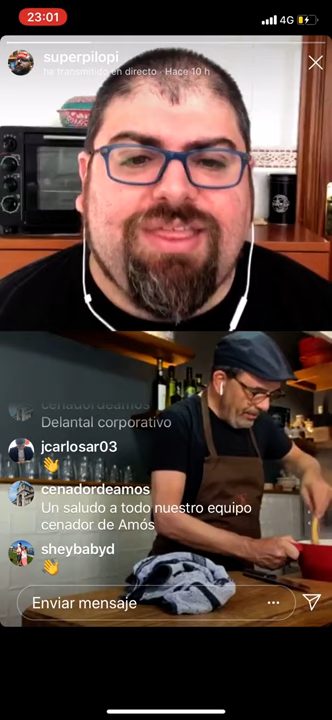 23:01
4G
superpilopi
ha transmitido en directo · Hace 10 h
cenadordeamos
Delantal corporativo
jcarlosar03
👋
cenadordeamos
Un saludo a todo nuestro equipo
cenador de Amós
sheybabyd
👋
Enviar mensaje